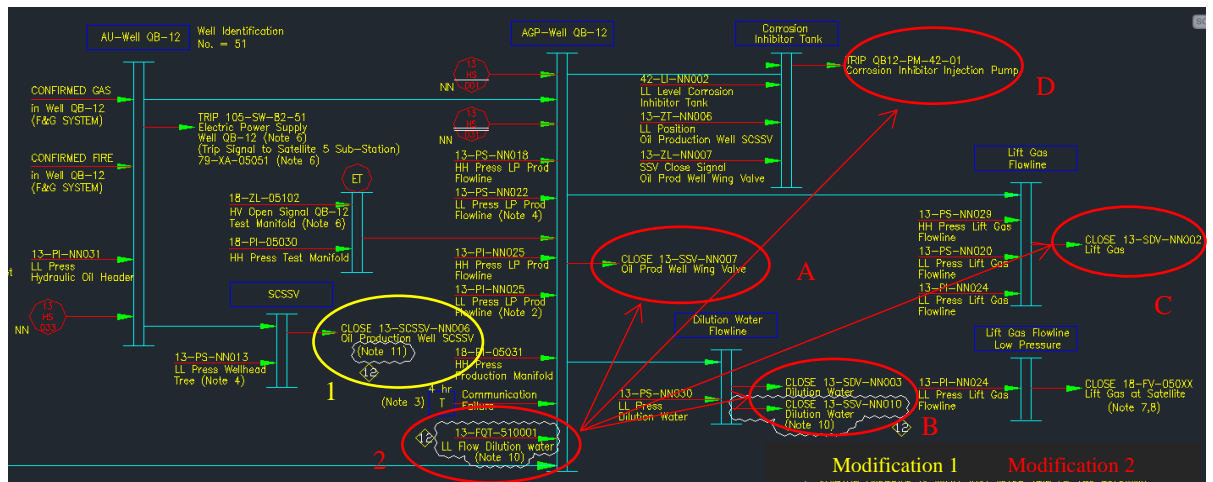 AU-Well QB-12
Well Identification
No. = 51
CONFIRMED GAS
in Well QB-12
(F&G SYSTEM)
TRIP 105-SW-82-51
Electric Power Supply
Well QB-12 (Note 6)
(Trip Signal to Satellite 5 Sub-Station)
79-XA-05051 (Note 6)
CONFIRMED FIRE
in Well QB-12
(F&G SYSTEM)
ET
18-ZL-05102
HV Open Signal QB-12
Test Manifold (Note 6)
18-PI-05030
HH Press Test Manifold
13-PI-NN031
LL Press
Hydraulic Oil Header
13
HS
033
NN
SCSSV
CLOSE 13-SCSSV-NN006
Oil Production Well SCSSV
(Note 11)
12
1
13-PS-NN013
LL Press Wellhead
Tree (Note 4)
AGP-Well QB-12
13
HS
001
NN
13
HS
NN
13-PS-NN018
HH Press LP Prod
Flowline
13-PS-NN022
LL Press LP Prod
Flowline (Note 4)
13-PI-NN025
HH Press LP Prod
Flowline
13-PI-NN025
LL Press LP Prod
Flowline (Note 2)
18-PI-05031
HH Press
Production Manifold
4 hr
(Note 3)
T
Communication
Failure
12
13-FQT-510001
LL Flow Dilution water
(Note 10)
2
CLOSE 13-SSV-NN007
Oil Prod Well Wing Valve
A
Corrosion
Inhibitor Tank
42-LI-NN002
LL Level Corrosion
Inhibitor Tank
13-ZT-NN006
LL Position
Oil Production Well SCSSV
13-ZL-NN007
SSV Close Signal
Oil Prod Well Wing Valve
TRIP QB12-PM-42-01
Corrosion Inhibitor Injection Pump
D
Dilution Water
Flowline
13-PS-NN030
LL Press
Dilution Water
CLOSE 13-SDV-NN003
Dilution Water
CLOSE 13-SSV-NN010
Dilution Water
(Note 10)
12
B
Lift Gas
Flowline
13-PS-NN029
HH Press Lift Gas
Flowline
13-PS-NN020
LL Press Lift Gas
Flowline
13-PI-NN024
LL Press Lift Gas
Flowline
CLOSE 13-SDV-NN002
Lift Gas
C
Lift Gas Flowline
Low Pressure
13-PI-NN024
LL Press Lift Gas
Flowline
CLOSE 18-FV-050XX
Lift Gas at Satellite
(Note 7,8)
Modification 1
Modification 2